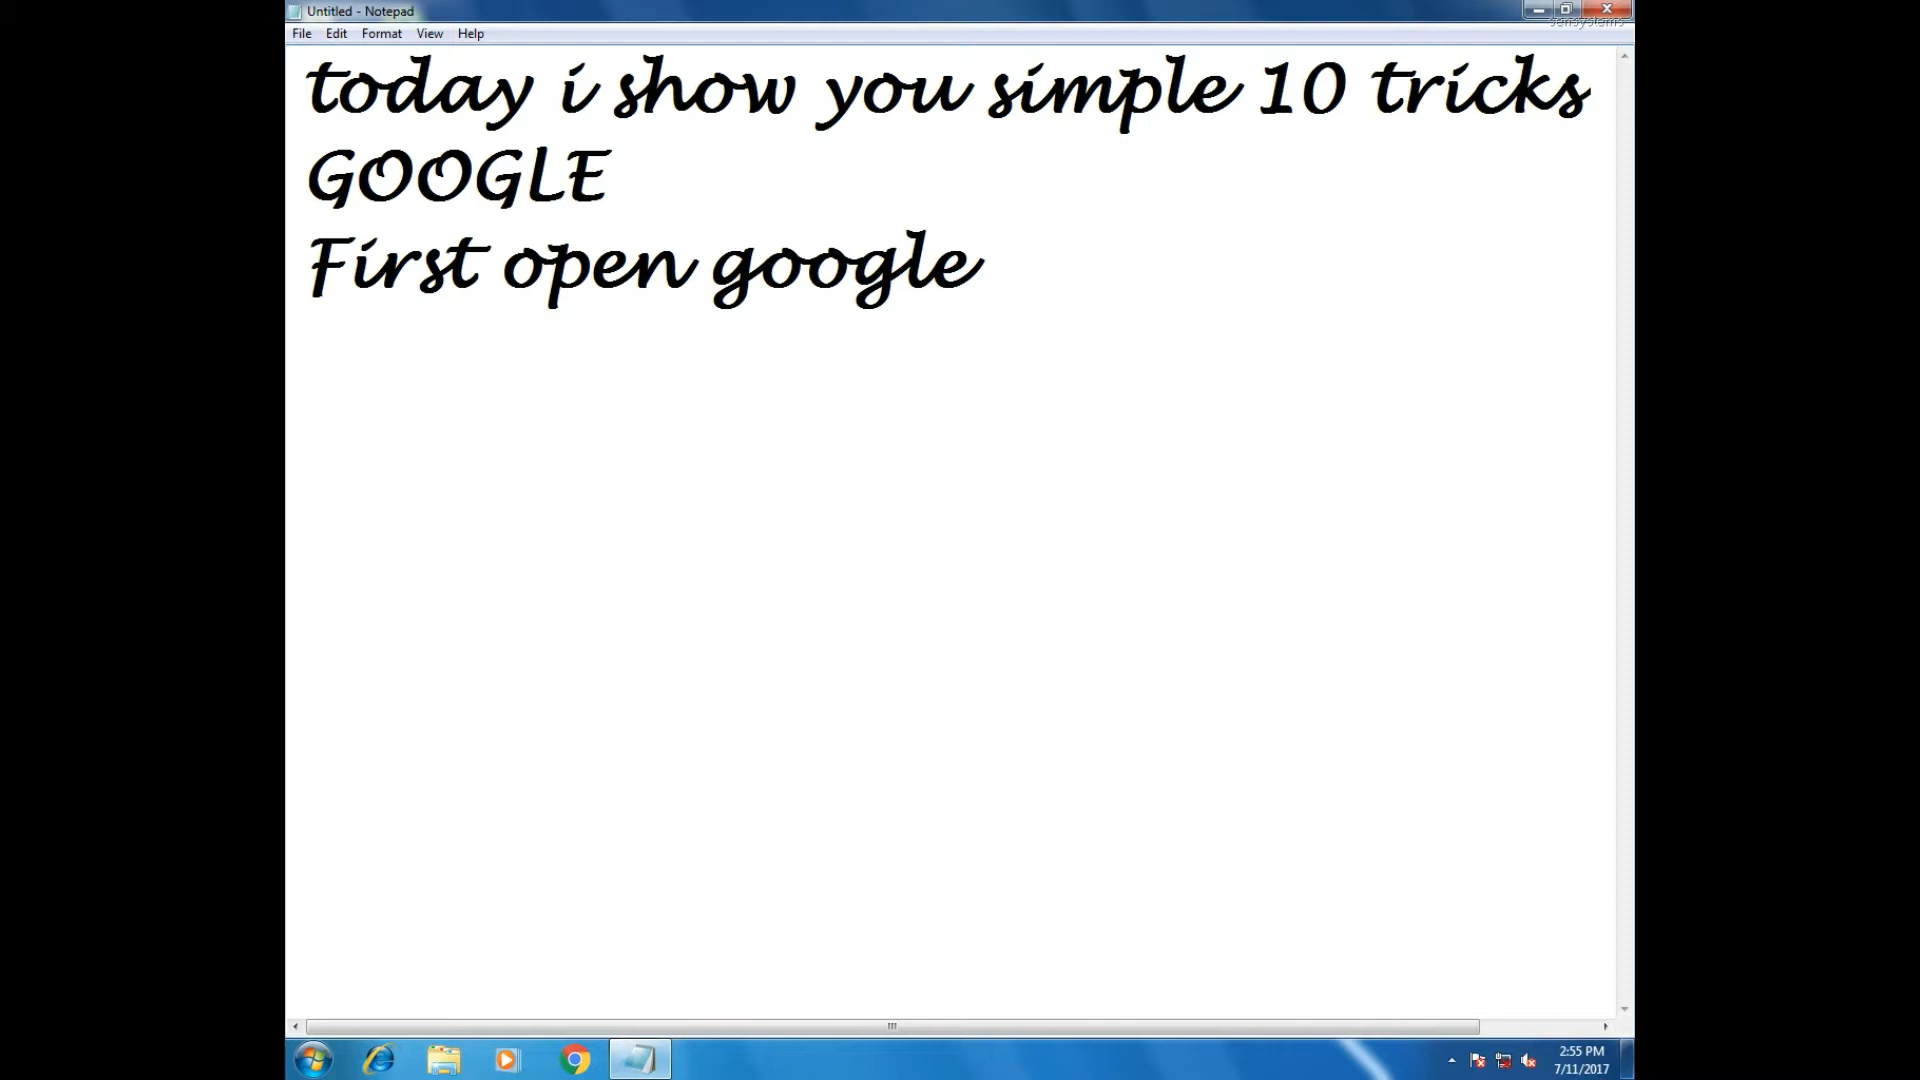 Untitled - Notepad
sensystems
File Edit Format View Help
today i show you simple 10 tricks
GOOGLE
First open google
2:55 PM
7/11/2017